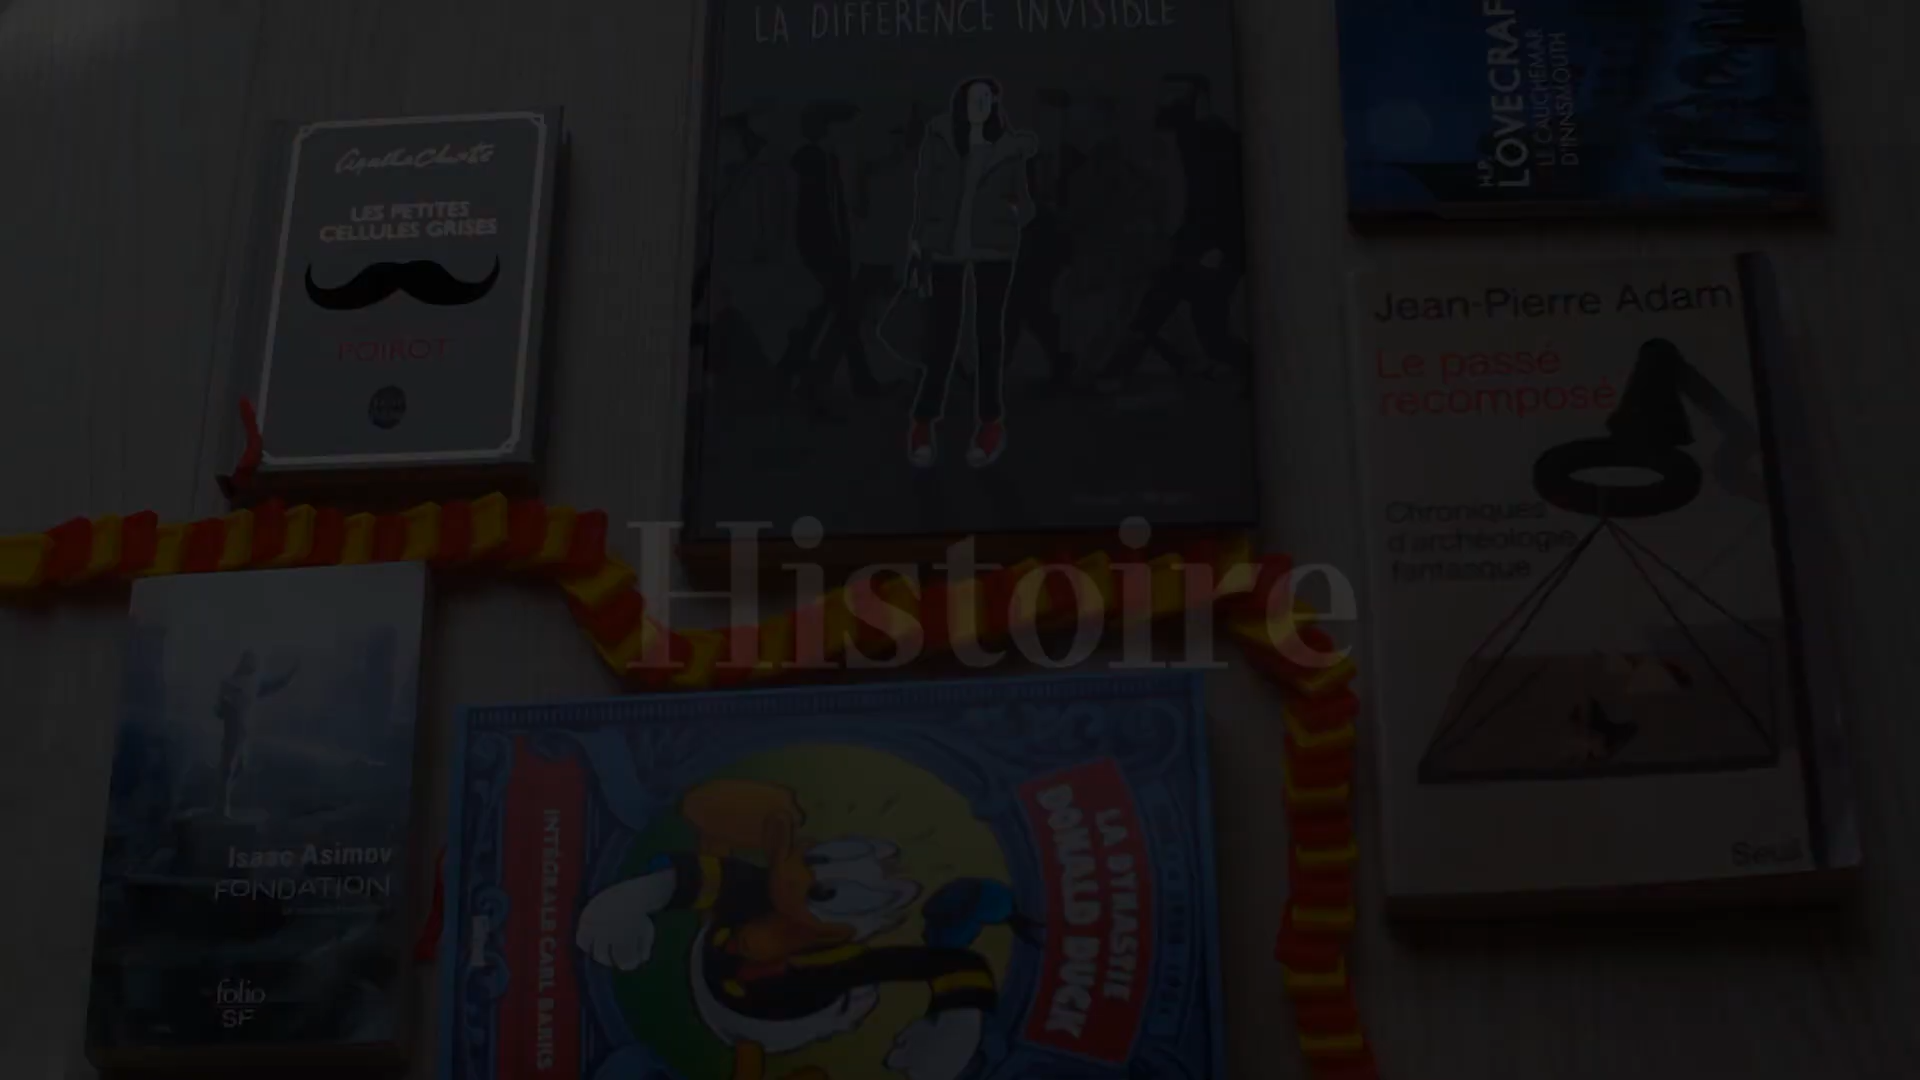 LA DIFFÉRENCE INVISIBLE
Agatha Christie
LES PETITES
CELLULES GRISES
POIROT
H.P.
LOVECRAF
LE CAUCHEMAR
D'INNSMOUTH
Jean-Pierre Adam
Le passé
recomposé
Chroniques
d'archéologie
fantasque
Seuil
Histoire
Isaac Asimov
FONDATION
folio
SF
INTÉGRALE CARL BARKS
LA DYNASTIE
DONALD DUCK